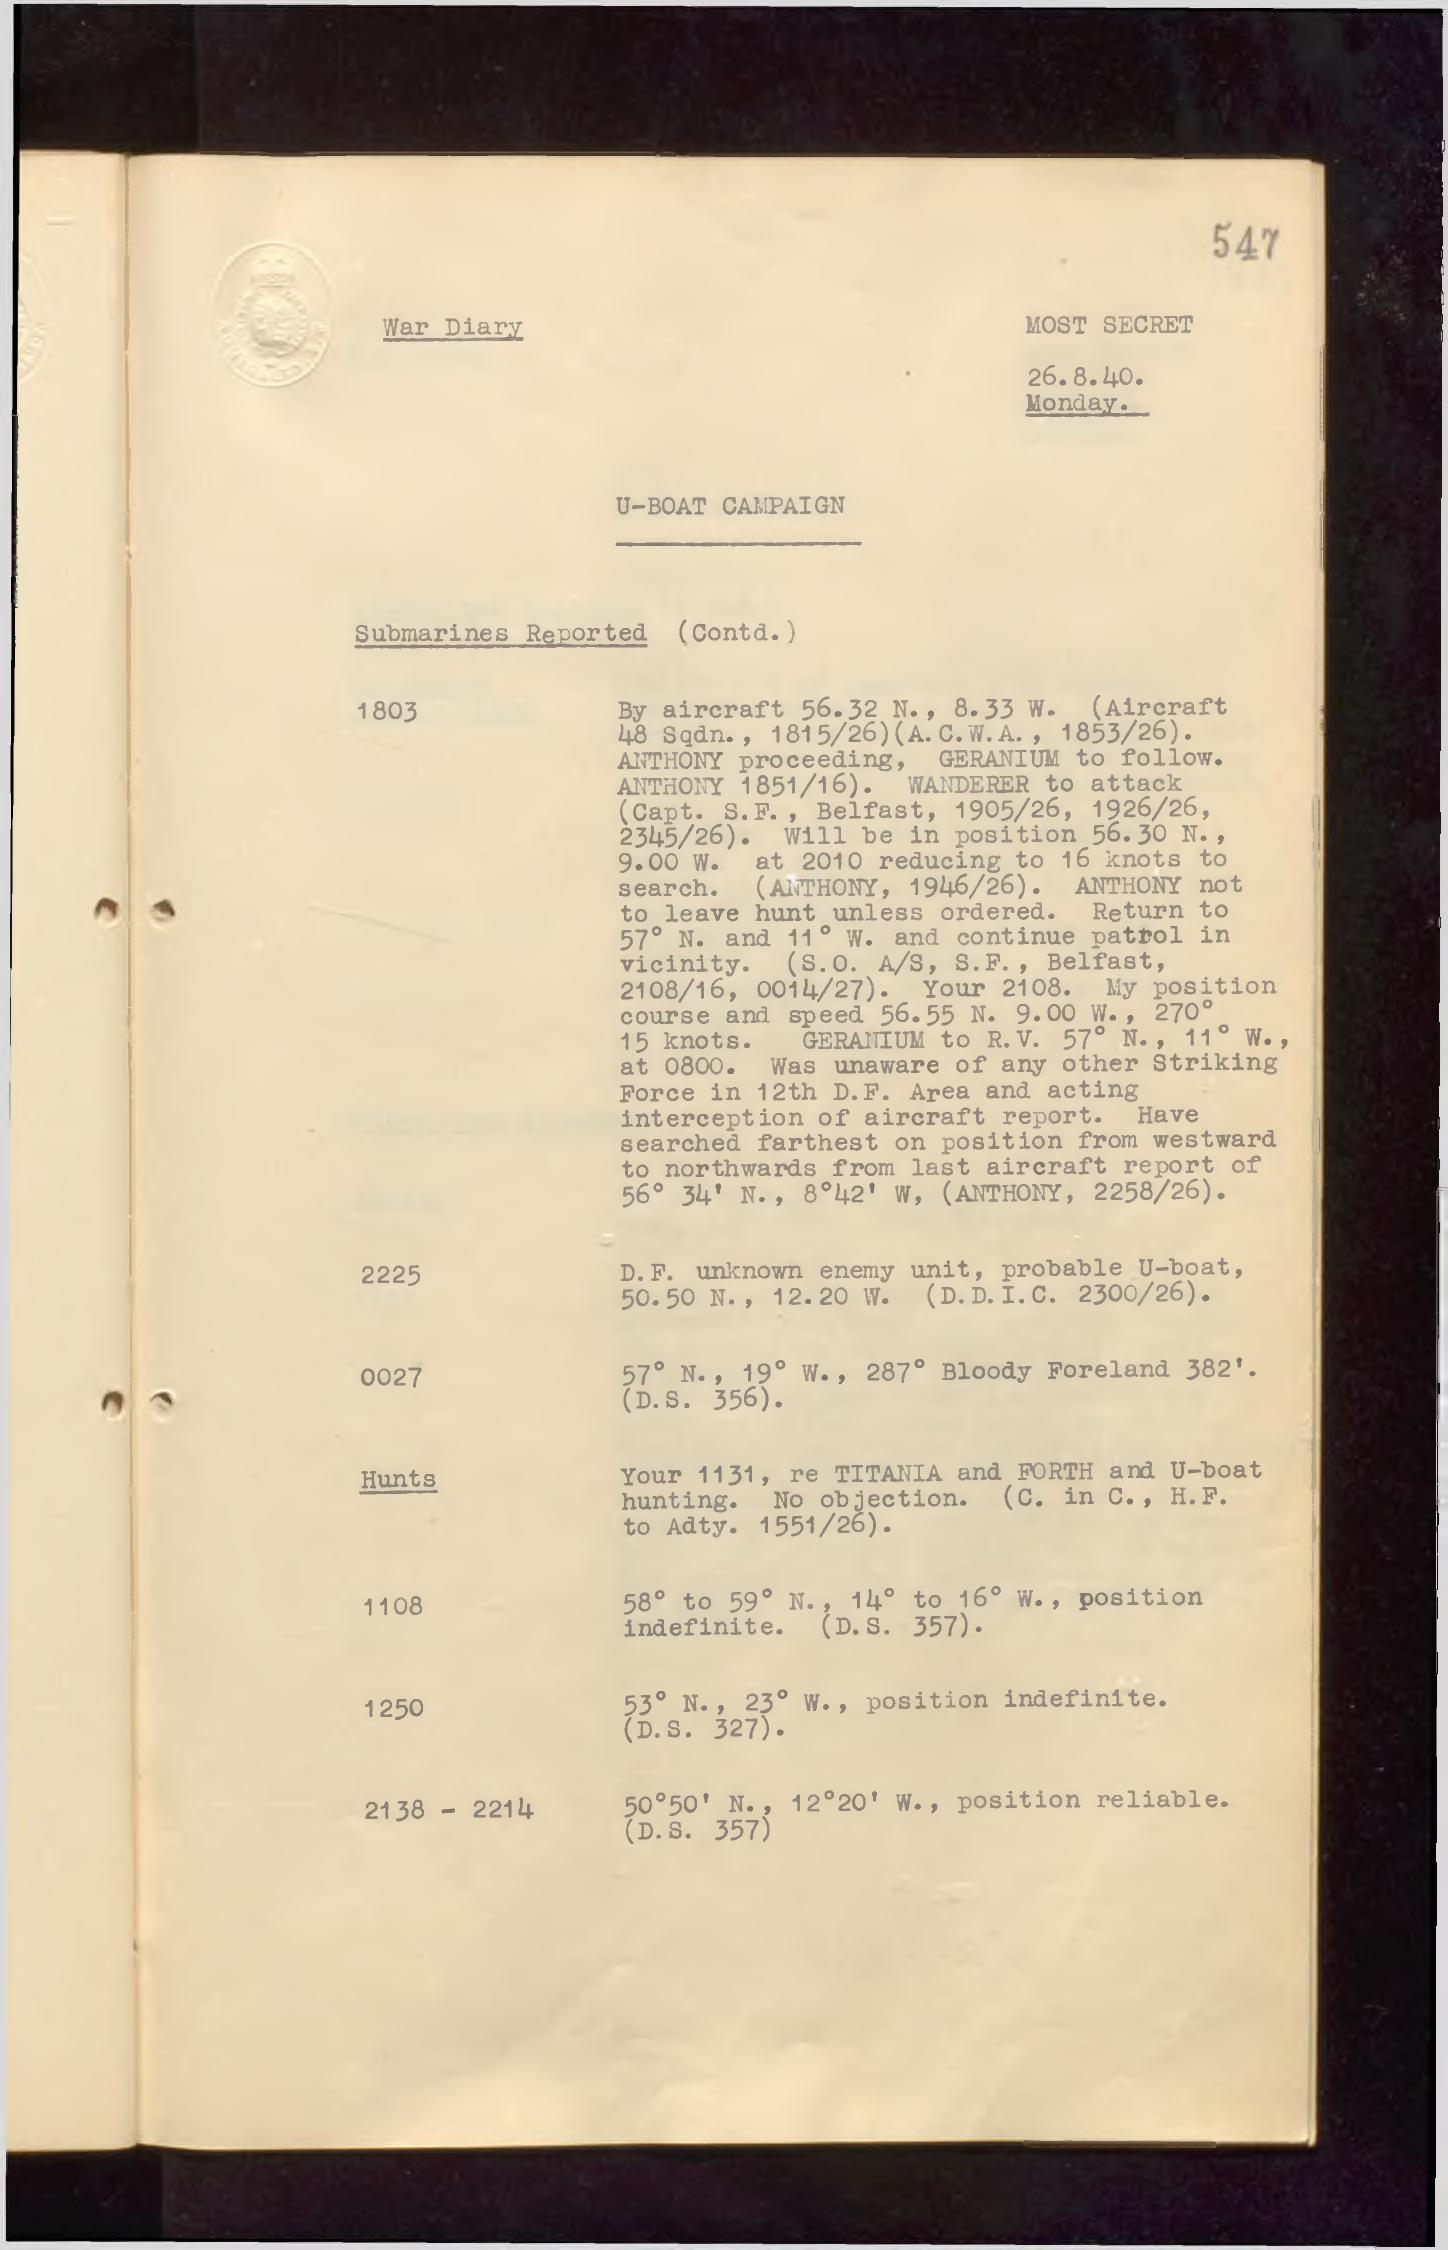 547
War Diary
MOST SECRET
26.8.40.
Monday.
U-BOAT CAMPAIGN
Submarines Reported (Contd.)
1803
By aircraft 56.32 N., 8.33 W. (Aircraft
48 Sqdn., 1815/26)(A.C.W.A., 1853/26).
ANTHONY proceeding, GERANIUM to follow.
ANTHONY 1851/16). WANDERER to attack
(Capt. S.F., Belfast, 1905/26, 1926/26,
2345/26). Will be in position 56.30 N.,
9.00 W. at 2010 reducing to 16 knots to
search. (ANTHONY, 1946/26). ANTHONY not
to leave hunt unless ordered. Return to
57° N. and 11° W. and continue patrol in
vicinity. (S.O. A/S, S.F., Belfast,
2108/16, 0014/27). Your 2108. My position
course and speed 56.55 N. 9.00 W., 270°
15 knots. GERANIUM to R.V. 57° N., 11° W.,
at 0800. Was unaware of any other Striking
Force in 12th D.F. Area and acting
interception of aircraft report. Have
searched farthest on position from westward
to northwards from last aircraft report of
56° 34' N., 8°42' W, (ANTHONY, 2258/26).
2225
D.F. unknown enemy unit, probable U-boat,
50.50 N., 12.20 W. (D.D.I.C. 2300/26).
0027
57° N., 19° W., 287° Bloody Foreland 382'.
(D.S. 356).
Hunts
Your 1131, re TITANIA and FORTH and U-boat
hunting. No objection. (C. in C., H.F.
to Adty. 1551/26).
1108
58° to 59° N., 14° to 16° W., position
indefinite. (D.S. 357).
1250
53° N., 23° W., position indefinite.
(D.S. 327).
2138 - 2214
50°50' N., 12°20' W., position reliable.
(D.S. 357)